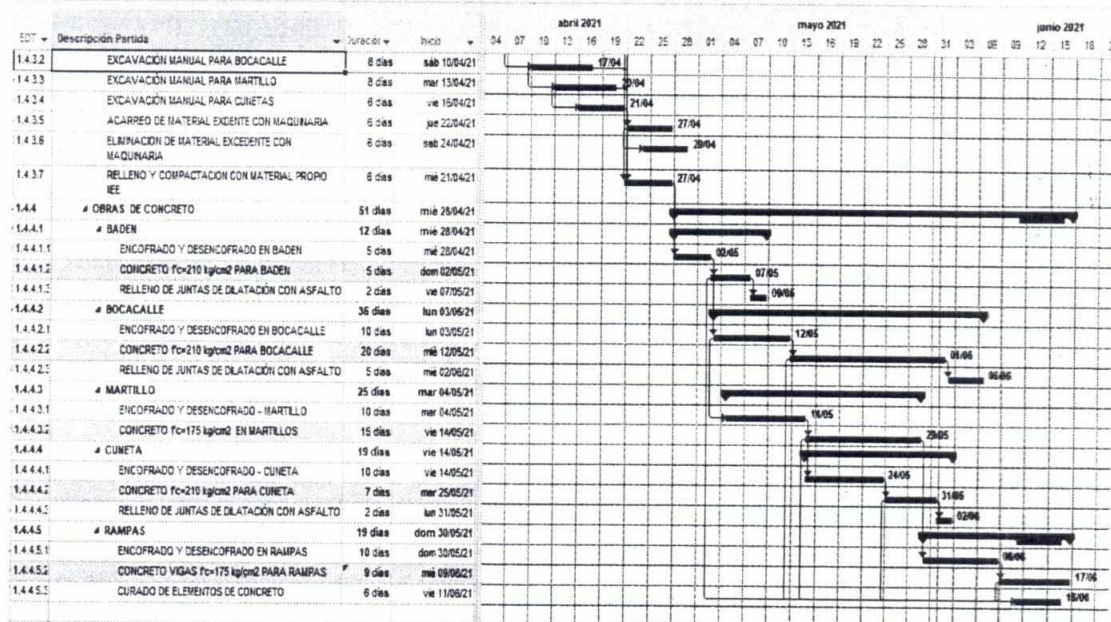 abril 2021 mayo 2021 junio 2021
EDT Descripción Partida Duración Inicio 04 07 10 13 16 19 22 25 28 01 04 07 10 13 16 19 22 25 28 31 03 06 09 12 15 18
1.4.3.2 EXCAVACIÓN MANUAL PARA BOCACALLE 8 días sáb 10/04/21 17/04
1.4.3.3 EXCAVACIÓN MANUAL PARA MARTILLO 8 días mar 13/04/21 20/04
1.4.3.4 EXCAVACIÓN MANUAL PARA CUNETAS 6 días vie 16/04/21 21/04
1.4.3.5 ACARREO DE MATERIAL EXDENTE CON MAQUINARIA 6 días jue 22/04/21 27/04
1.4.3.6 ELIMINACION DE MATERIAL EXCEDENTE CON 6 días sab 24/04/21 29/04
MAQUINARIA
1.4.3.7 RELLENO Y COMPACTACION CON MATERIAL PROPIO 6 días mié 21/04/21 27/04
IIEE
1.4.4 OBRAS DE CONCRETO 51 días mié 28/04/21
1.4.4.1 BADEN 12 días mié 28/04/21
1.4.4.1.1 ENCOFRADO Y DESENCOFRADO EN BADEN 5 días mié 28/04/21 02/05
1.4.4.1.2 CONCRETO f'c=210 kg/cm2 PARA BADEN 5 días dom 02/05/21 07/05
1.4.4.1.3 RELLENO DE JUNTAS DE DILATACIÓN CON ASFALTO 2 días vie 07/05/21 09/05
1.4.4.2 BOCACALLE 36 días lun 03/05/21
1.4.4.2.1 ENCOFRADO Y DESENCOFRADO EN BOCACALLE 10 días lun 03/05/21 12/05
1.4.4.2.2 CONCRETO f'c=210 kg/cm2 PARA BOCACALLE 20 días mié 12/05/21 01/06
1.4.4.2.3 RELLENO DE JUNTAS DE DILATACIÓN CON ASFALTO 5 días mié 02/06/21 06/06
1.4.4.3 MARTILLO 25 días mar 04/05/21
1.4.4.3.1 ENCOFRADO Y DESENCOFRADO - MARTILLO 10 días mar 04/05/21
1.4.4.3.2 CONCRETO f'c=175 kg/cm2 EN MARTILLOS 15 días vie 14/05/21 29/05
1.4.4.4 CUNETA 19 días vie 14/05/21
1.4.4.4.1 ENCOFRADO Y DESENCOFRADO - CUNETA 10 días vie 14/05/21 24/05
1.4.4.4.2 CONCRETO f'c=210 kg/cm2 PARA CUNETA 7 días mar 25/05/21 31/05
1.4.4.4.3 RELLENO DE JUNTAS DE DILATACIÓN CON ASFALTO 2 días lun 31/05/21 02/06
1.4.4.5 RAMPAS 19 días dom 30/05/21
1.4.4.5.1 ENCOFRADO Y DESENCOFRADO EN RAMPAS 10 días dom 30/05/21
1.4.4.5.2 CONCRETO VIGAS f'c=175 kg/cm2 PARA RAMPAS 9 días mié 09/06/21 17/06
1.4.4.5.3 CURADO DE ELEMENTOS DE CONCRETO 6 días vie 11/06/21 16/06